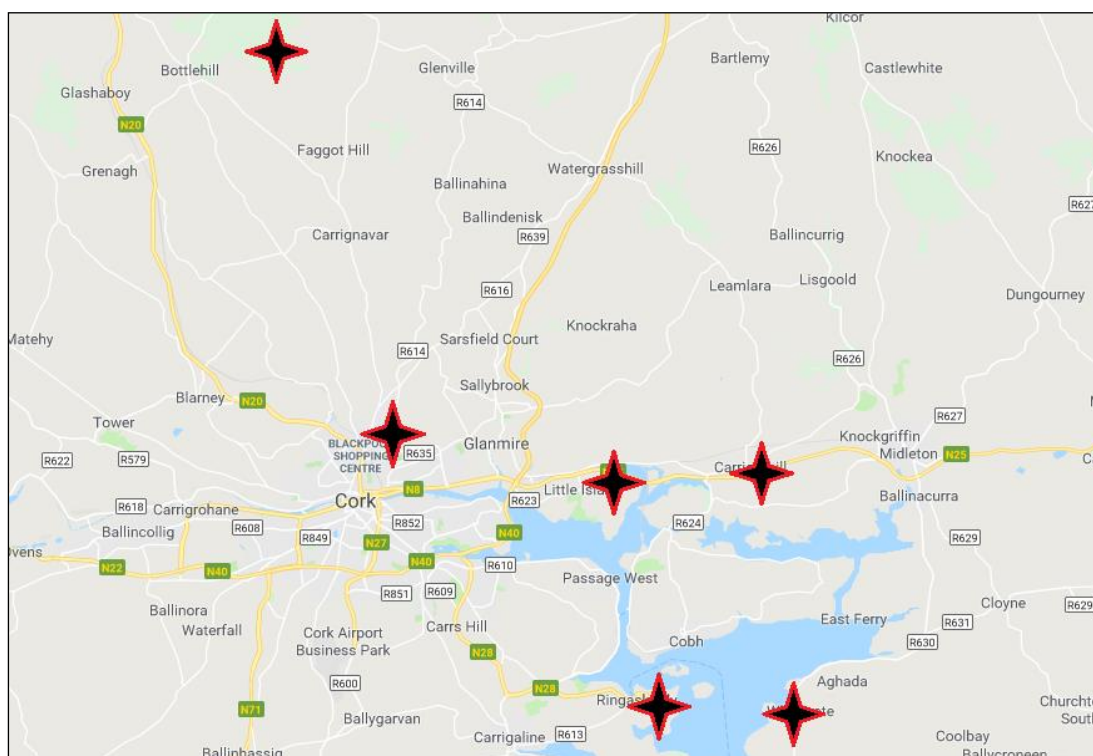 Kilcor
Bottlehill
Glenville
Bartlemy
Castlewhite
Glashaboy
R614
N20
Faggot Hill
R626
Knockea
Grenagh
Watergrasshill
Ballinahina
R627
Ballindenisk
Carrignavar
R639
Ballincurrig
Lisgoold
R616
Leamlara
Dungourney
Knockraha
Matehy
Sarsfield Court
R614
R626
Sallybrook
Blarney
N20
R627
Tower
Glanmire
Knockgriffin
BLACKPOOL
SHOPPING
CENTRE
R635
R622
R579
Midleton
N25
Little
Cork
N8
R623
Ballinacurra
R618
Carrigrohane
R608
R852
R624
Ballincollig
R849
N27
N40
R629
Ovens
N22
N40
N40
R610
Passage West
R851
R609
Cloyne
R629
Ballinora
Waterfall
Carrs Hill
East Ferry
R631
Cork Airport
Business Park
Cobh
R630
N28
R600
N28
Aghada
N71
Ballygarvan
Carrigaline
R613
Coolbay
Ballycroneen